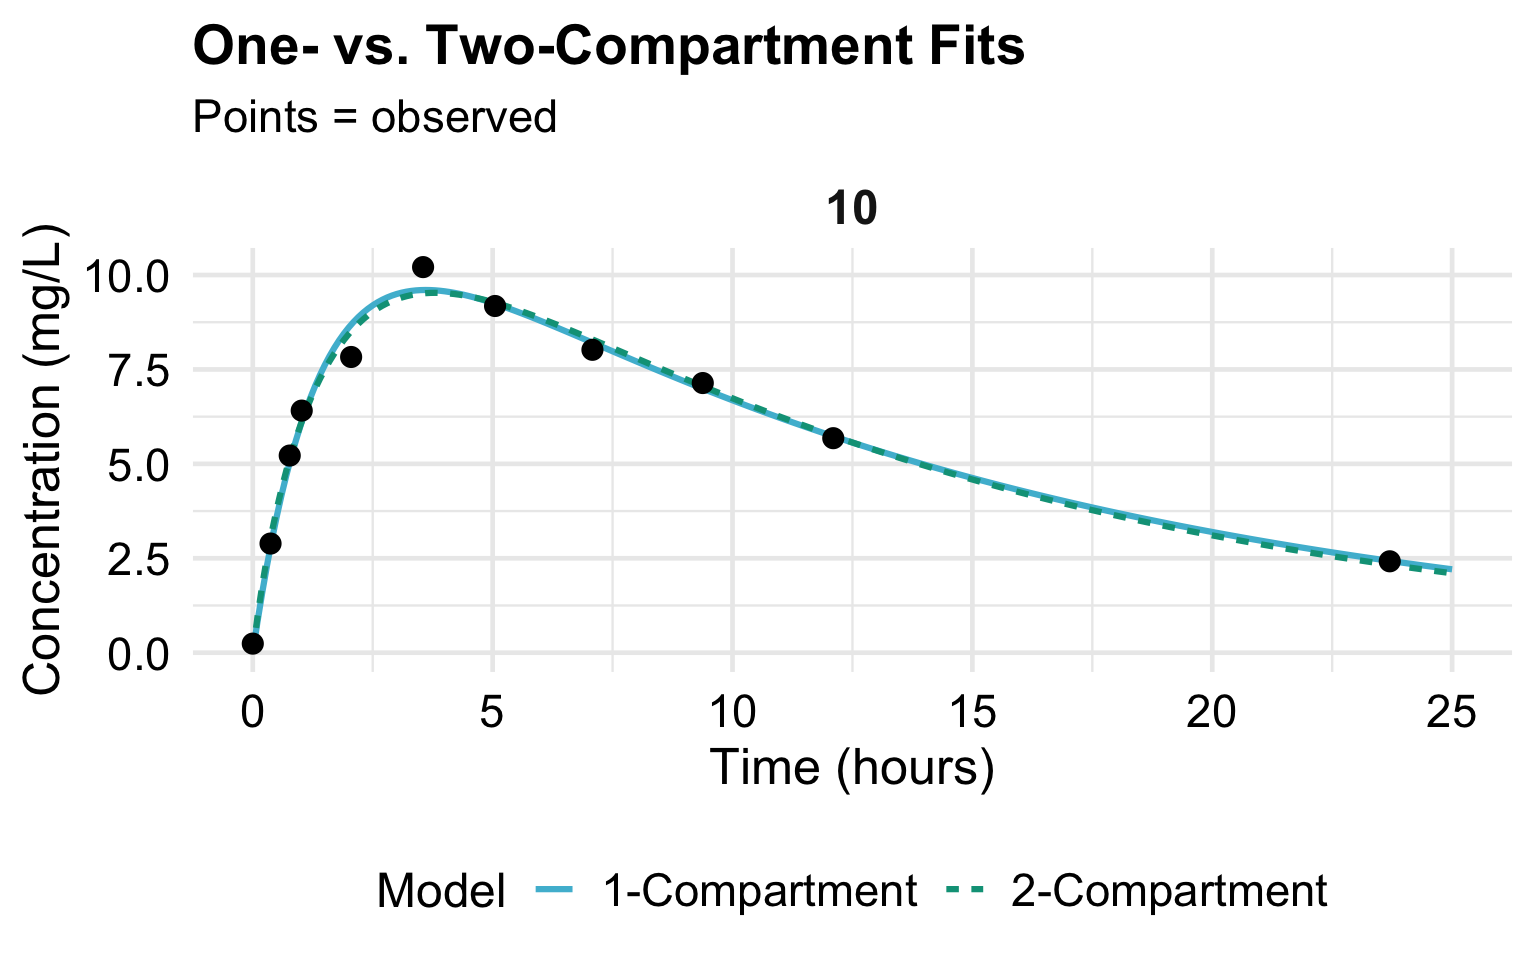 One- vs. Two-Compartment Fits
Points = observed
10
Concentration (mg/L)
10.0
7.5
5.0
2.5
0.0
0 5 10 15 20 25
Time (hours)
Model 1-Compartment 2-Compartment